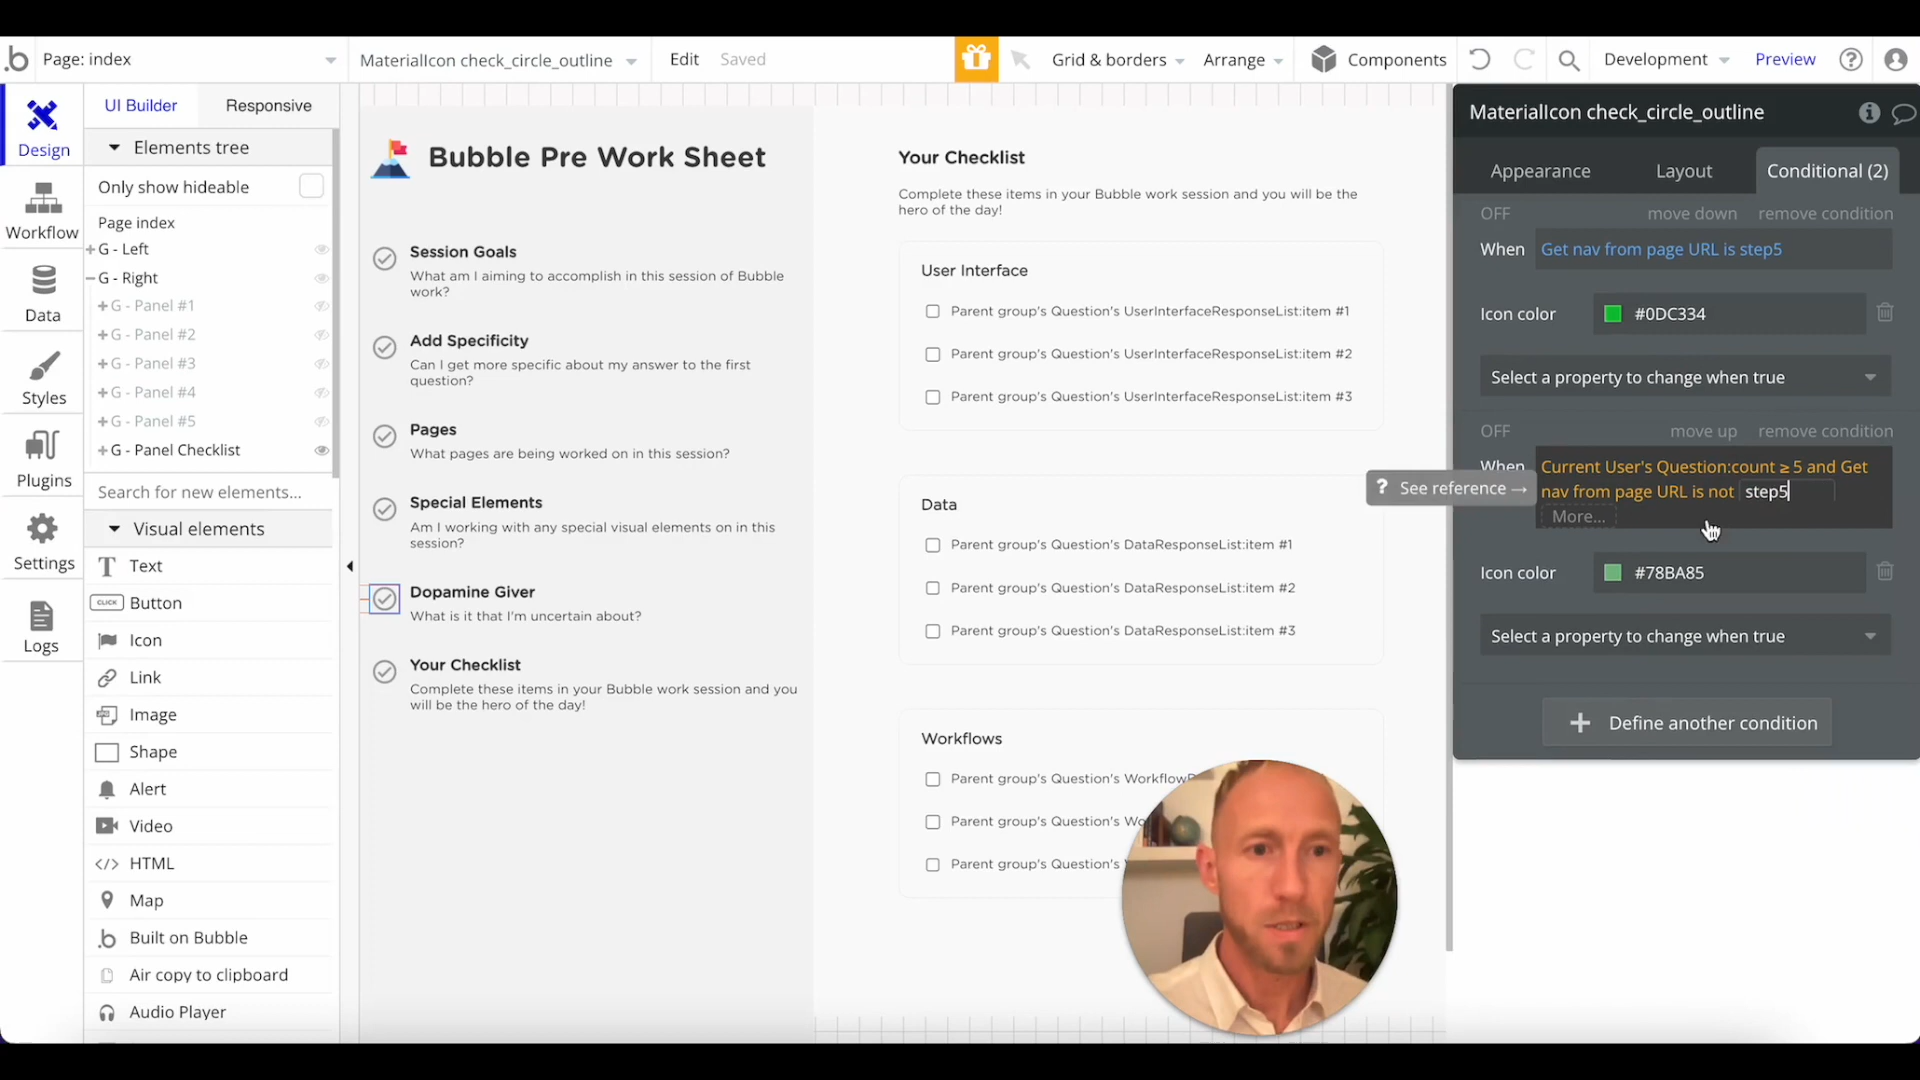 Page: index
MaterialIcon check_circle_outline
Edit
Saved
Grid & borders
Arrange
Components
Development
Preview
Design
Workflow
Data
Styles
Plugins
Settings
Logs
UI Builder
Responsive
Elements tree
Only show hideable
Page index
G - Left
G - Right
G - Panel #1
G - Panel #2
G - Panel #3
G - Panel #4
G - Panel #5
G - Panel Checklist
Search for new elements...
Visual elements
Text
CLICK Button
Icon
Link
Image
Shape
Alert
Video
</> HTML
Map
Built on Bubble
Air copy to clipboard
Audio Player
Bubble Pre Work Sheet
Session Goals
What am I aiming to accomplish in this session of Bubble
work?
Add Specificity
Can I get more specific about my answer to the first
question?
Pages
What pages are being worked on in this session?
Special Elements
Am I working with any special visual elements on in this
session?
Dopamine Giver
What is it that I'm uncertain about?
Your Checklist
Complete these items in your Bubble work session and you
will be the hero of the day!
Your Checklist
Complete these items in your Bubble work session and you will be the
hero of the day!
User Interface
Parent group's Question's UserInterfaceResponseList:item #1
Parent group's Question's UserInterfaceResponseList:item #2
Parent group's Question's UserInterfaceResponseList:item #3
Data
Parent group's Question's DataResponseList:item #1
Parent group's Question's DataResponseList:item #2
Parent group's Question's DataResponseList:item #3
Workflows
Parent group's Question's
Parent group's Question's
Parent group's Question's
MaterialIcon check_circle_outline
Appearance
Layout
Conditional (2)
OFF
move down
remove condition
When
Get nav from page URL is step5
Icon color
#0DC334
Select a property to change when true
OFF
move up
remove condition
When
Current User's Question:count ≥ 5 and Get
nav from page URL is not step5
More...
? See reference →
Icon color
#78BA85
Select a property to change when true
+ Define another condition